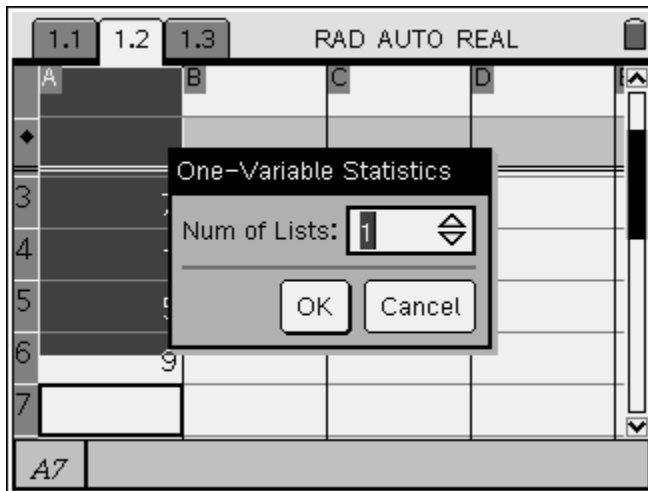 1.1 1.2 1.3 RAD AUTO REAL
A B C D
One-Variable Statistics
3
Num of Lists: 1
4
5
OK Cancel
6 9
7
A7